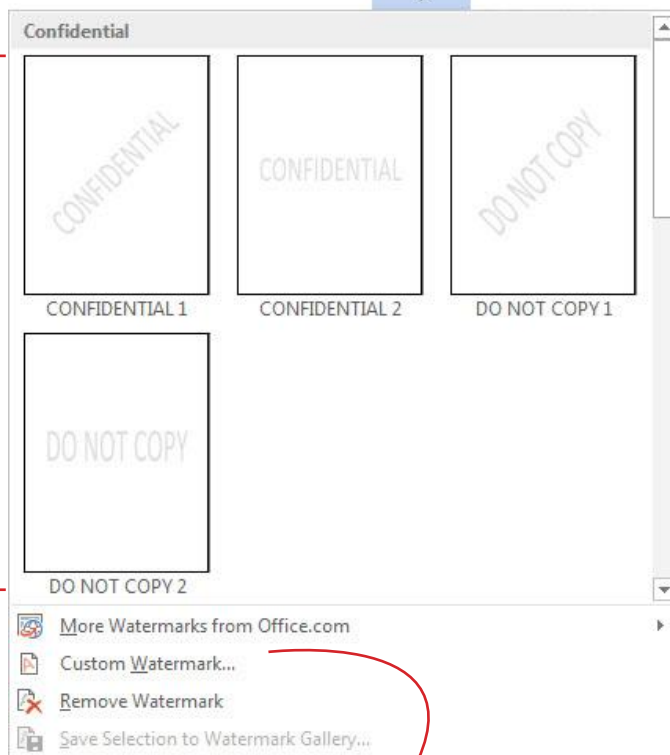 Confidential
CONFIDENTIAL
CONFIDENTIAL
DO NOT COPY
CONFIDENTIAL 1
CONFIDENTIAL 2
DO NOT COPY 1
DO NOT COPY
DO NOT COPY 2
More Watermarks from Office.com
Custom Watermark...
Remove Watermark
Save Selection to Watermark Gallery...